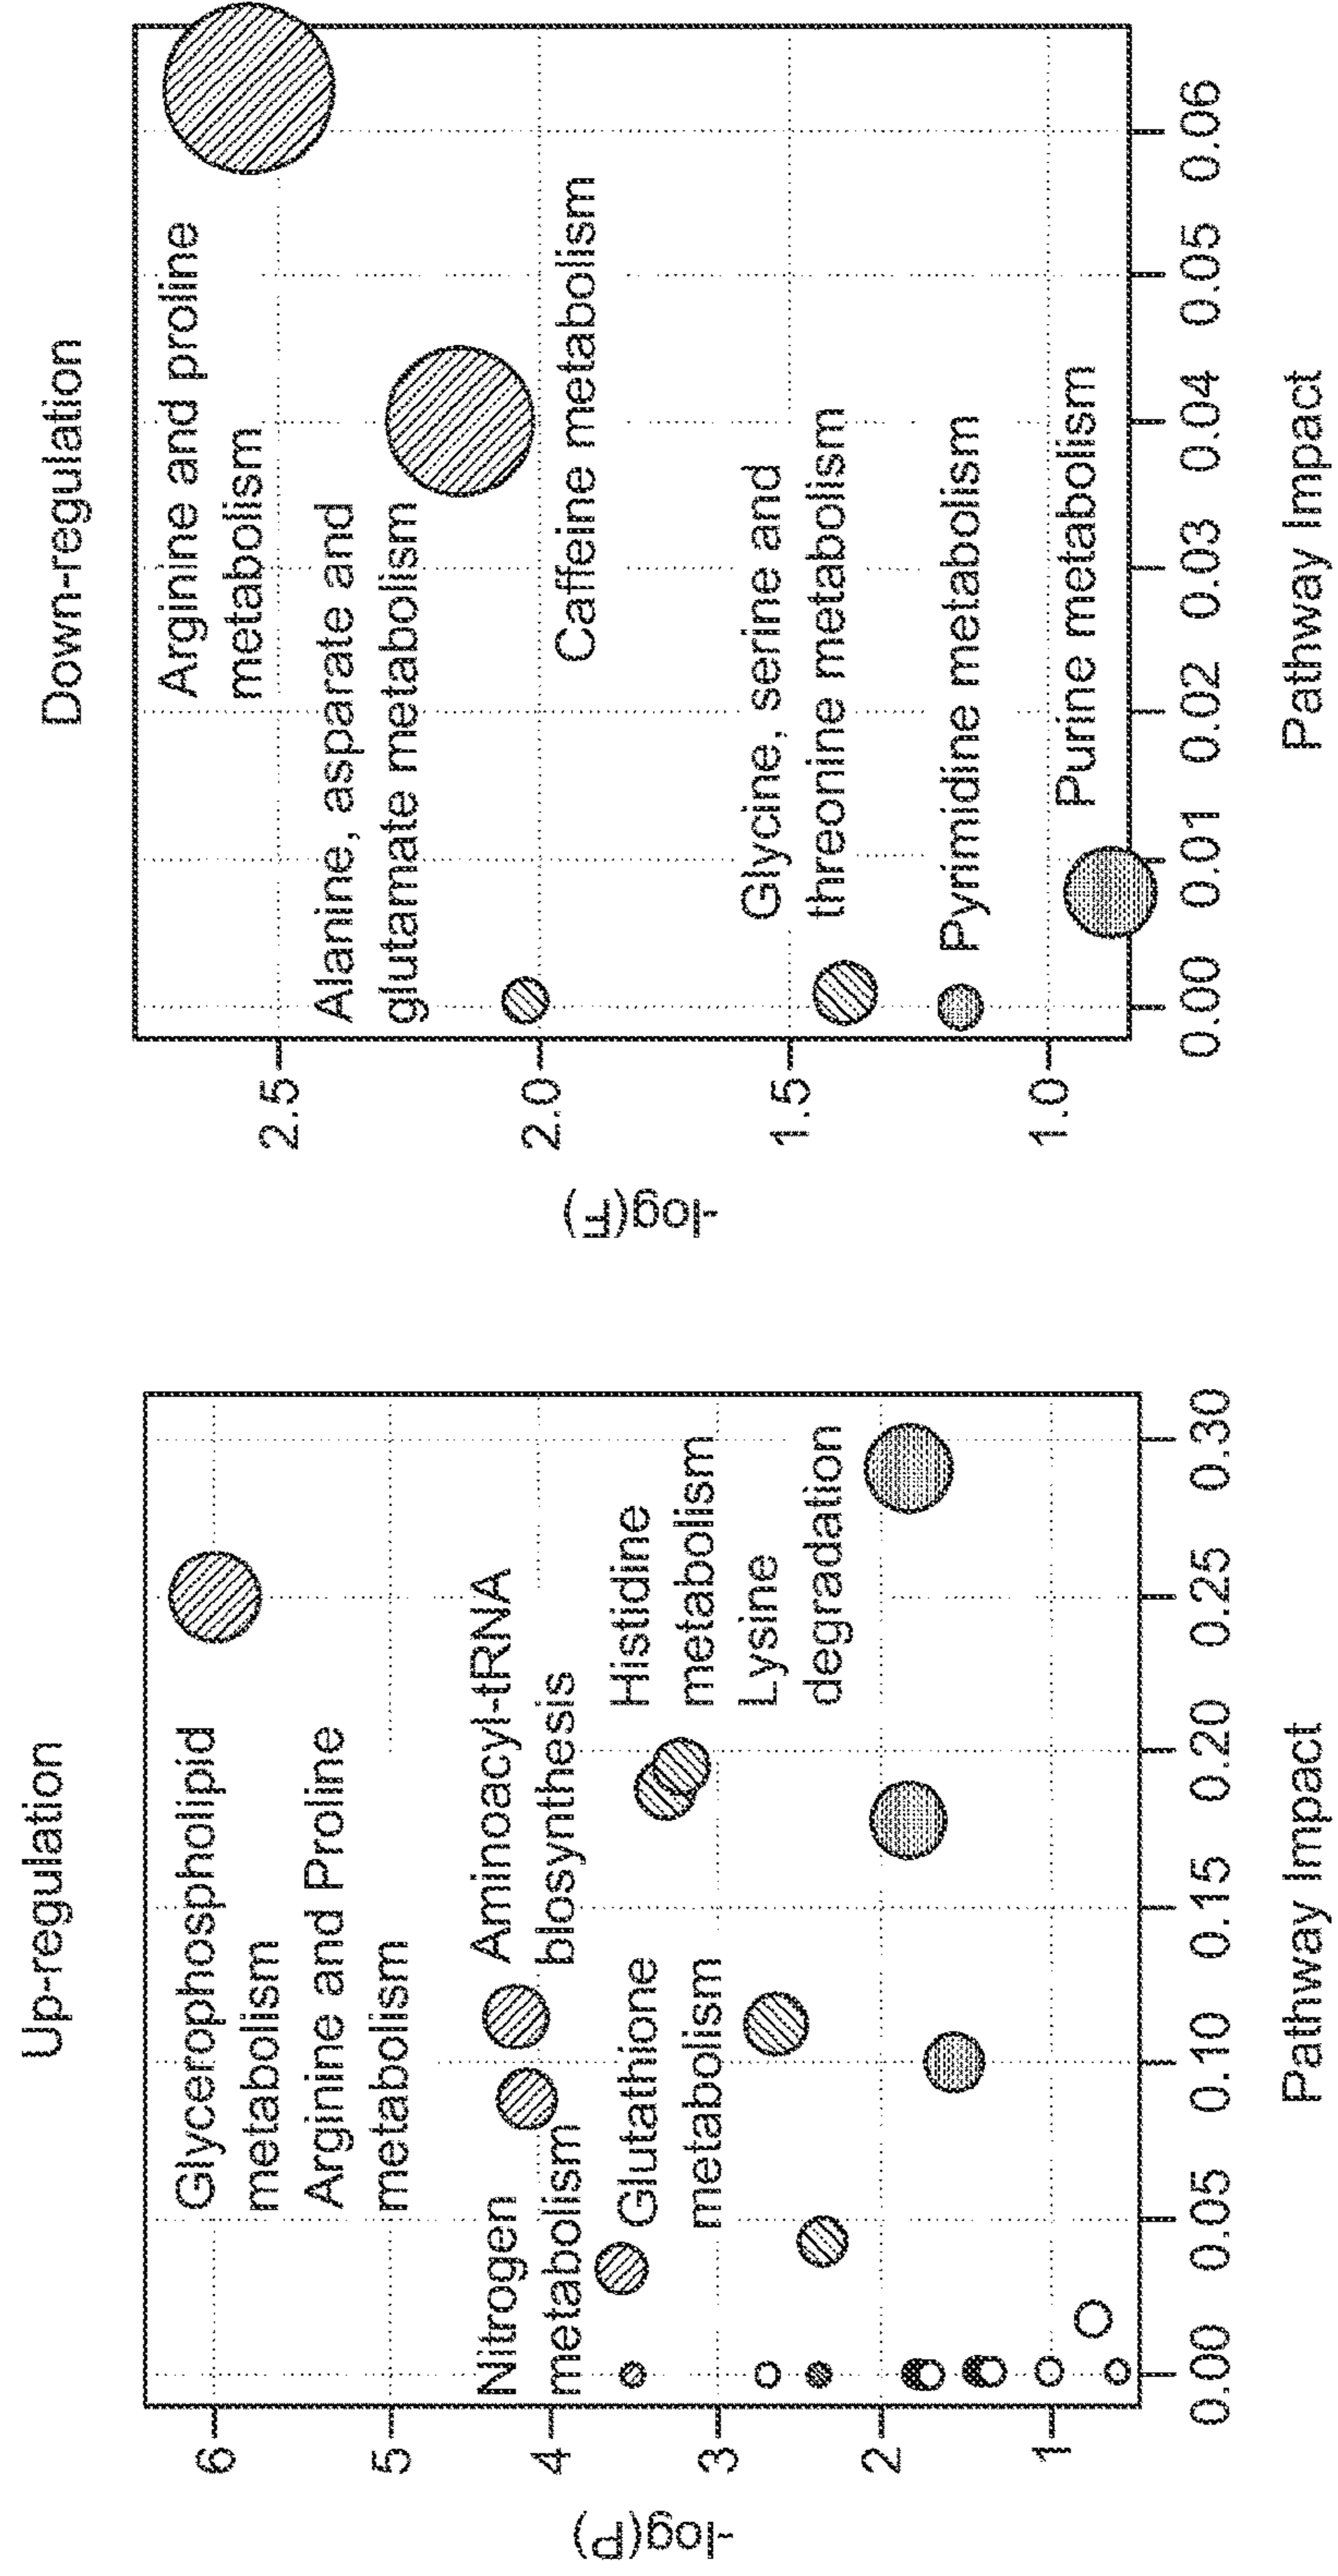 Up-regulation
-log(P)
6
5
4
3
2
1
Glycerophospholipid
metabolism
Arginine and Proline
metabolism
Nitrogen
metabolism
Aminoacyl-tRNA
biosynthesis
Glutathione
metabolism
Histidine
metabolism
Lysine
degradation
0.00 0.05 0.10 0.15 0.20 0.25 0.30
Pathway Impact
Down-regulation
-log(F)
2.5
2.0
1.5
1.0
Arginine and proline
metabolism
Alanine, asparate and
glutamate metabolism
Caffeine metabolism
Glycine, serine and
threonine metabolism
Pyrimidine metabolism
Purine metabolism
0.00 0.01 0.02 0.03 0.04 0.05 0.06
Pathway Impact